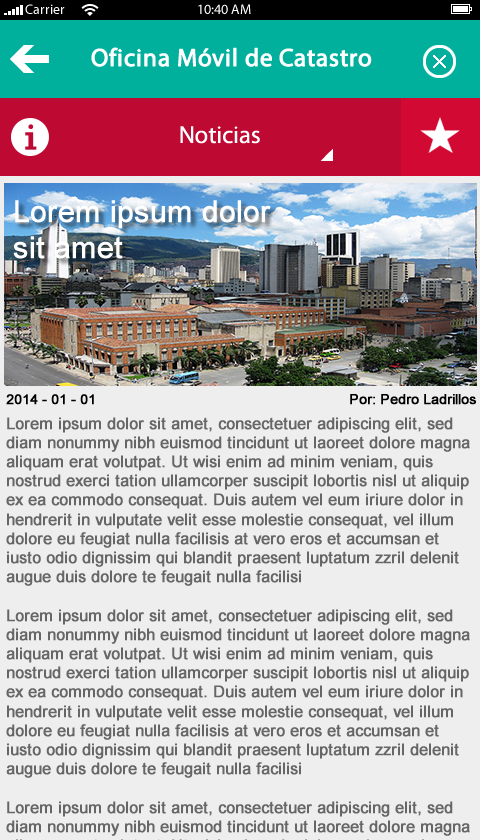 Carrier 10:40 AM
Oficina Móvil de Catastro
Noticias
Lorem ipsum dolor
sit amet
2014 - 01 - 01 Por: Pedro Ladrillos
Lorem ipsum dolor sit amet, consectetuer adipiscing elit, sed
diam nonummy nibh euismod tincidunt ut laoreet dolore magna
aliquam erat volutpat. Ut wisi enim ad minim veniam, quis
nostrud exerci tation ullamcorper suscipit lobortis nisl ut aliquip
ex ea commodo consequat. Duis autem vel eum iriure dolor in
hendrerit in vulputate velit esse molestie consequat, vel illum
dolore eu feugiat nulla facilisis at vero eros et accumsan et
iusto odio dignissim qui blandit praesent luptatum zzril delenit
augue duis dolore te feugait nulla facilisi
Lorem ipsum dolor sit amet, consectetuer adipiscing elit, sed
diam nonummy nibh euismod tincidunt ut laoreet dolore magna
aliquam erat volutpat. Ut wisi enim ad minim veniam, quis
nostrud exerci tation ullamcorper suscipit lobortis nisl ut aliquip
ex ea commodo consequat. Duis autem vel eum iriure dolor in
hendrerit in vulputate velit esse molestie consequat, vel illum
dolore eu feugiat nulla facilisis at vero eros et accumsan et
iusto odio dignissim qui blandit praesent luptatum zzril delenit
augue duis dolore te feugait nulla facilisi
Lorem ipsum dolor sit amet, consectetuer adipiscing elit, sed
diam nonummy nibh euismod tincidunt ut laoreet dolore magna